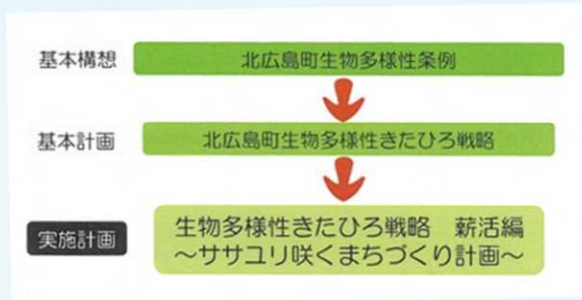 基本構想 北広島町生物多様性条例
基本計画 北広島町生物多様性きたひろ戦略
実施計画 生物多様性きたひろ戦略 薪活編
～ササユリ咲くまちづくり計画～